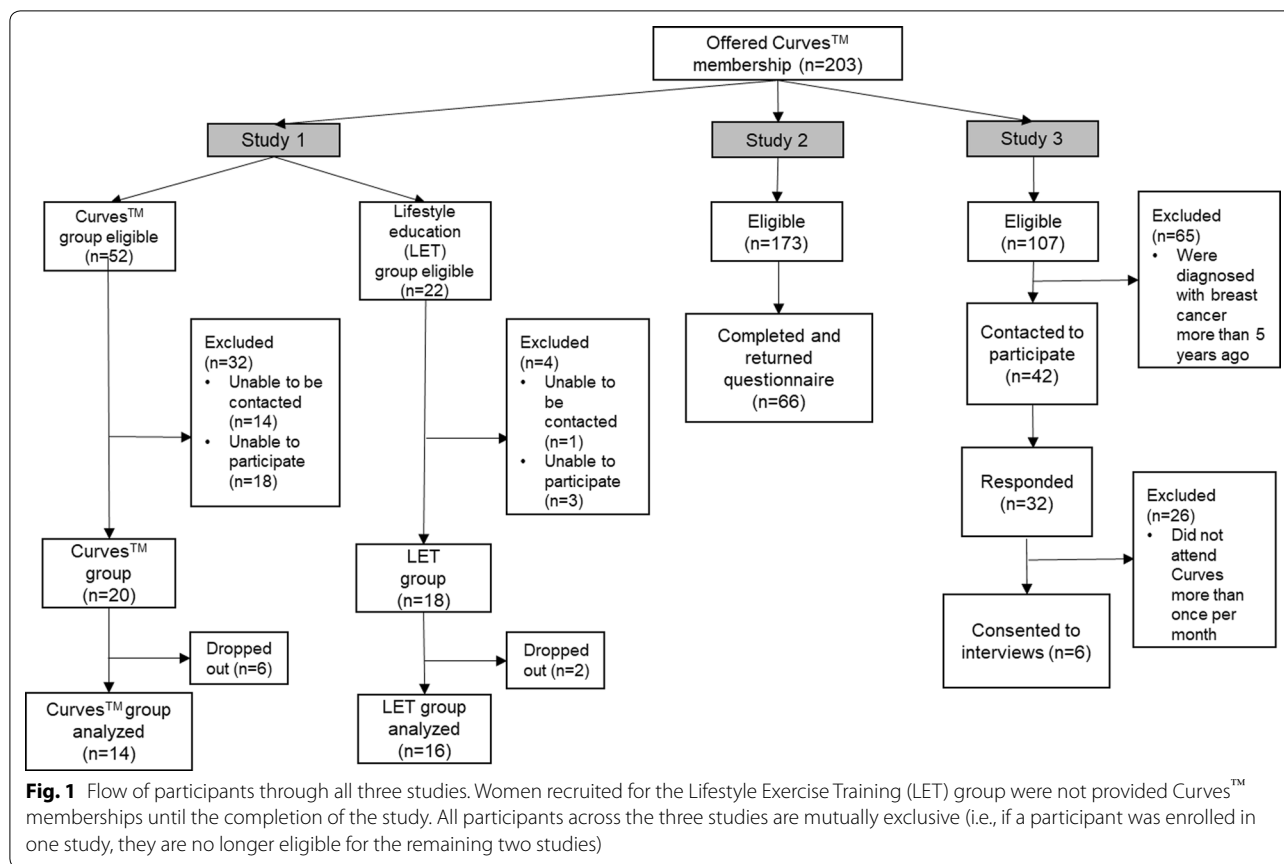 Offered Curves™
membership (n=203)
Study 1
Study 2
Study 3
Curves™
group eligible
(n=52)
Lifestyle
education
(LET)
group eligible
(n=22)
Eligible
(n=173)
Eligible
(n=107)
Excluded
(n=65)
• Were
diagnosed
with breast
cancer
more than 5
years ago
Excluded
(n=32)
• Unable to be
contacted
(n=14)
• Unable to
participate
(n=18)
Excluded
(n=4)
• Unable to
be
contacted
(n=1)
• Unable to
participate
(n=3)
Completed and
returned
questionnaire
(n=66)
Contacted to
participate
(n=42)
Responded
(n=32)
Excluded
(n=26)
• Did not
attend
Curves
more than
once per
month
Curves™
group
(n=20)
LET
group
(n=18)
Consented to
interviews (n=6)
Dropped
out (n=6)
Dropped
out (n=2)
Curves™ group
analyzed
(n=14)
LET group
analyzed
(n=16)
Fig. 1 Flow of participants through all three studies. Women recruited for the Lifestyle Exercise Training (LET) group were not provided Curves™
memberships until the completion of the study. All participants across the three studies are mutually exclusive (i.e., if a participant was enrolled in
one study, they are no longer eligible for the remaining two studies)